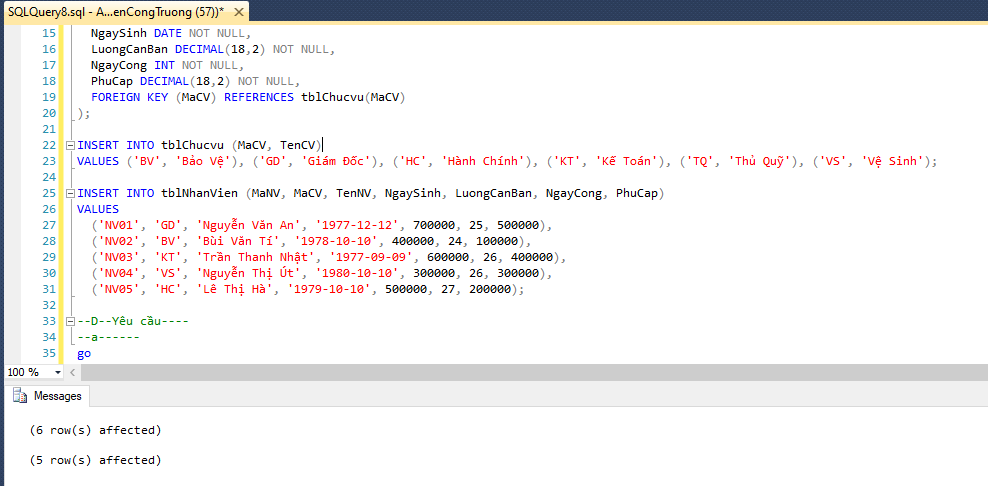 SQLQuery8.sql - A...enCongTruong (57))* ✕
15 NgaySinh DATE NOT NULL,
16 LuongCanBan DECIMAL(18,2) NOT NULL,
17 NgayCong INT NOT NULL,
18 PhuCap DECIMAL(18,2) NOT NULL,
19 FOREIGN KEY (MaCV) REFERENCES tblChucvu(MaCV)
20 );
21
22 INSERT INTO tblChucvu (MaCV, TenCV)
23 VALUES ('BV', 'Bảo Vệ'), ('GD', 'Giám Đốc'), ('HC', 'Hành Chính'), ('KT', 'Kế Toán'), ('TQ', 'Thủ Quỹ'), ('VS', 'Vệ Sinh');
24
25 INSERT INTO tblNhanVien (MaNV, MaCV, TenNV, NgaySinh, LuongCanBan, NgayCong, PhuCap)
26 VALUES
27 ('NV01', 'GD', 'Nguyễn Văn An', '1977-12-12', 700000, 25, 500000),
28 ('NV02', 'BV', 'Bùi Văn Tí', '1978-10-10', 400000, 24, 100000),
29 ('NV03', 'KT', 'Trần Thanh Nhật', '1977-09-09', 600000, 26, 400000),
30 ('NV04', 'VS', 'Nguyễn Thị Út', '1980-10-10', 300000, 26, 300000),
31 ('NV05', 'HC', 'Lê Thị Hà', '1979-10-10', 500000, 27, 200000);
32
33 --D--Yêu cầu----
34 --a------
35 go
100 %
Messages
(6 row(s) affected)
(5 row(s) affected)